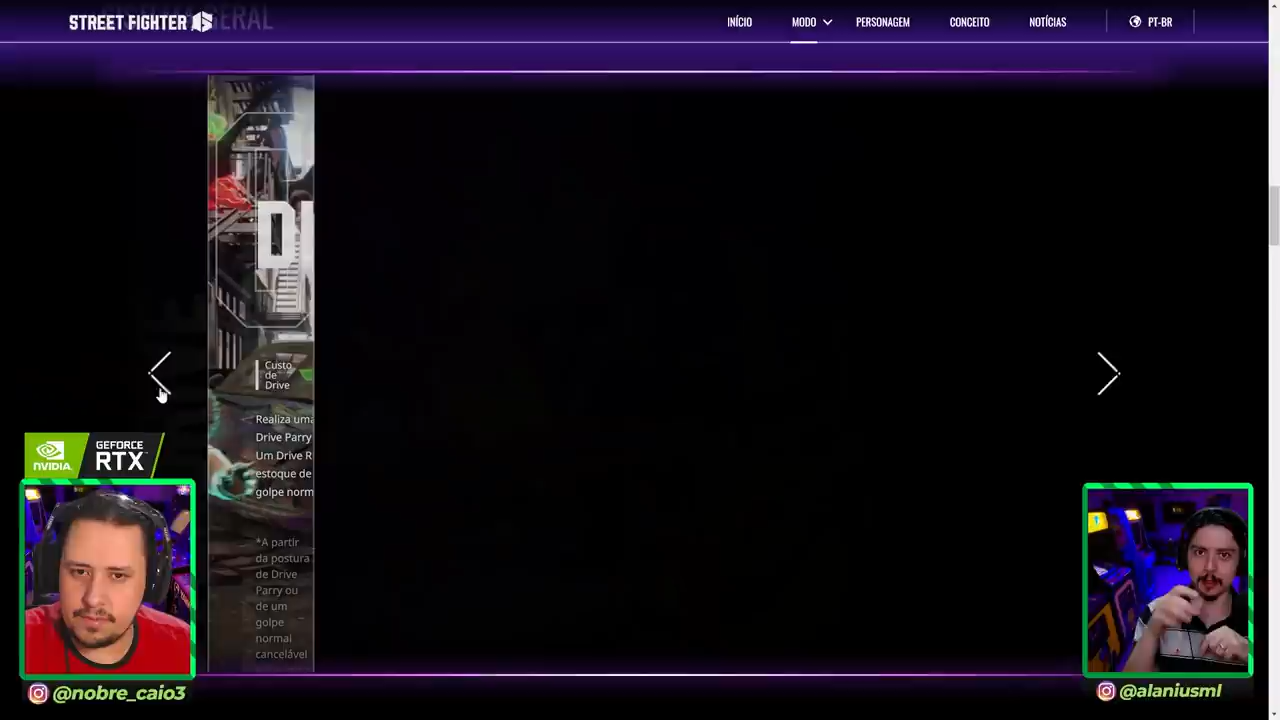 STREET FIGHTER 6
GERAL
INÍCIO
MODO
PERSONAGEM
CONCEITO
NOTÍCIAS
PT-BR
Custo
de
Drive
Realiza uma
Drive Parry
Um Drive R
estoque de
golpe norm
*A partir
da postura
de Drive
Parry ou
de um
golpe
normal
cancelável
NVIDIA
GEFORCE
RTX
@nobre_caio3
@alaniusml